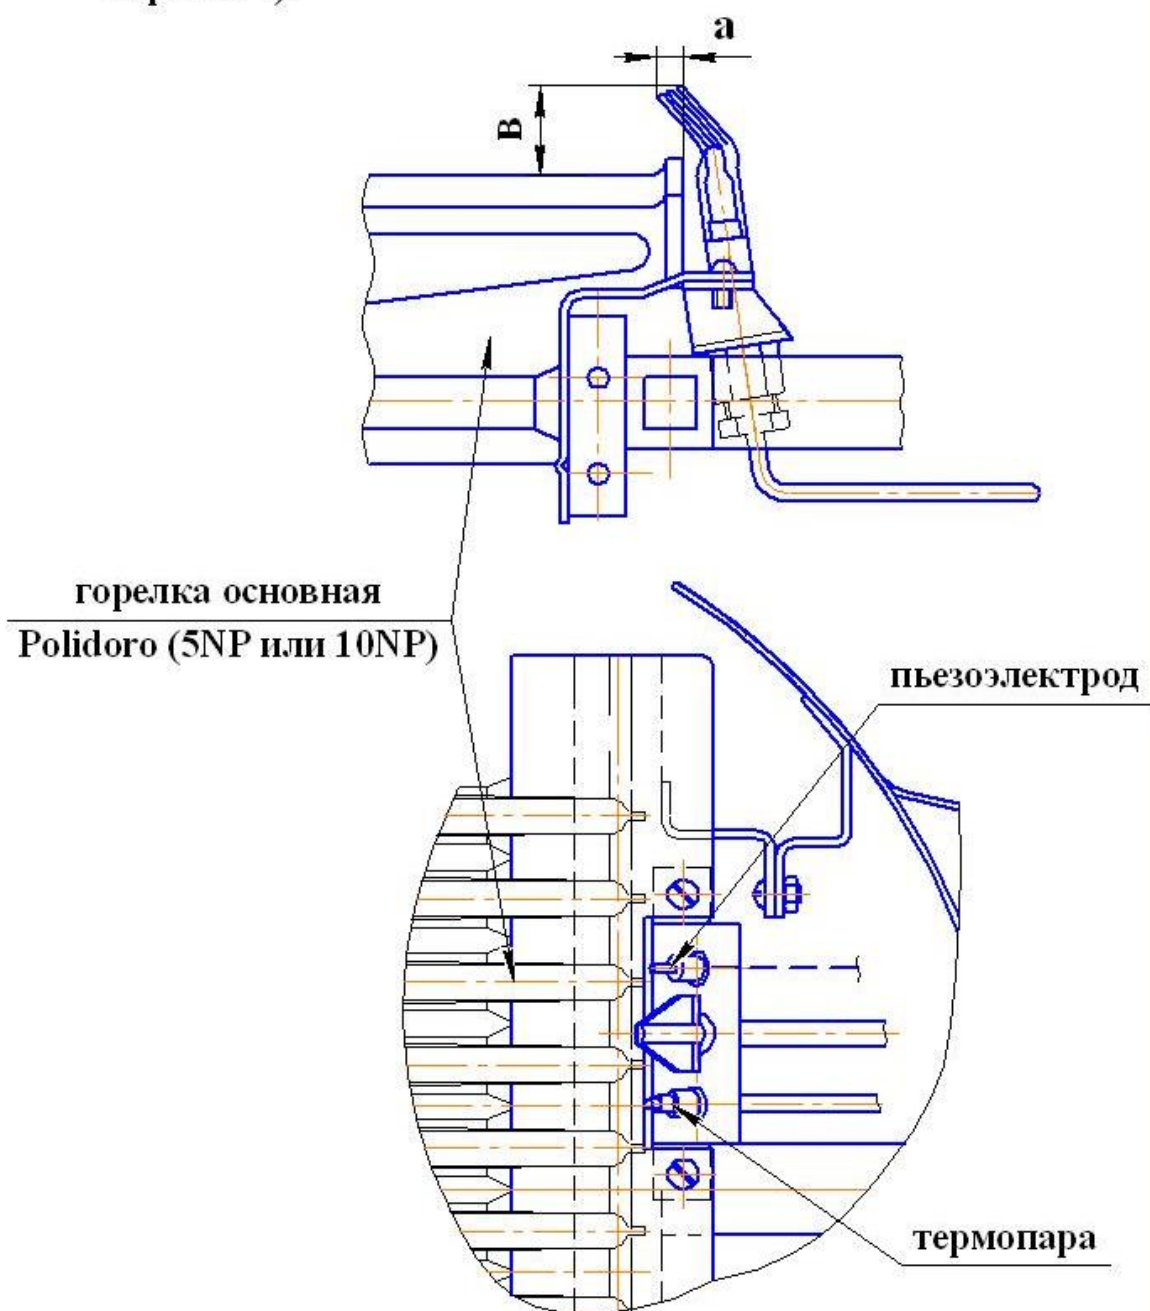 a
B
горелка основная
Polidoro (5NP или 10NP)
пьезоэлектрод
термопара